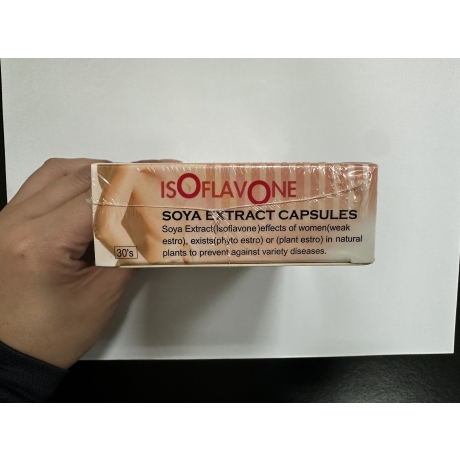 ISOFLAVONE
SOYA EXTRACT CAPSULES
Soya Extract(Isoflavone)effects of women(weak
estro), exists(phyto estro) or (plant estro) in natural
plants to prevent against variety diseases.
30's